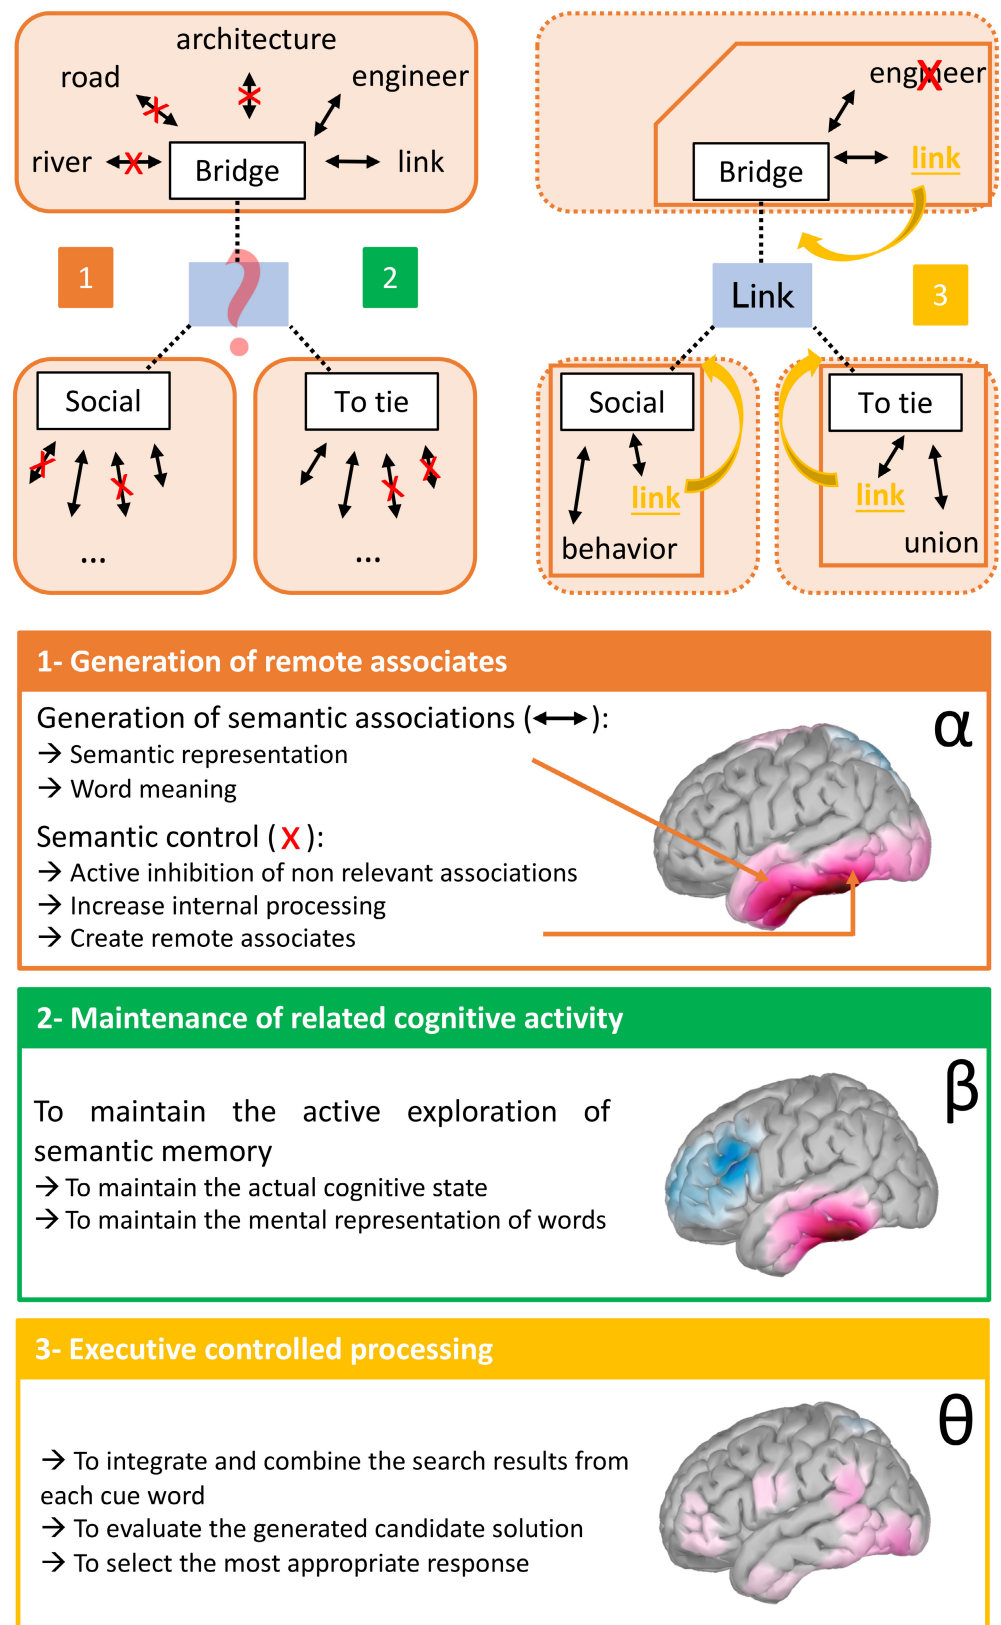 architecture
road
engineer
river
Bridge
link
1
?
2
Social
To tie
...
...
engineer
Bridge
link
Link
3
Social
To tie
link
link
behavior
union
1- Generation of remote associates
Generation of semantic associations (↔):
→ Semantic representation
→ Word meaning
Semantic control ( X ):
→ Active inhibition of non relevant associations
→ Increase internal processing
→ Create remote associates
α
2- Maintenance of related cognitive activity
To maintain the active exploration of
semantic memory
→ To maintain the actual cognitive state
→ To maintain the mental representation of words
β
3- Executive controlled processing
→ To integrate and combine the search results from
each cue word
→ To evaluate the generated candidate solution
→ To select the most appropriate response
θ